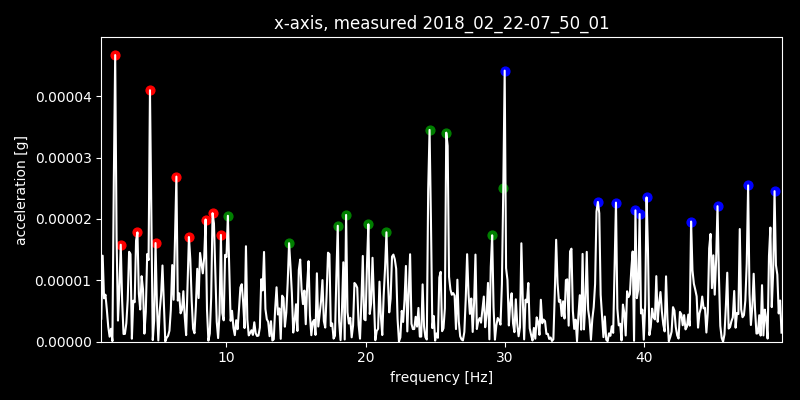 x-axis, measured 2018_02_22-07_50_01
acceleration [g]
0.00004
0.00003
0.00002
0.00001
0.00000
10 20 30 40
frequency [Hz]